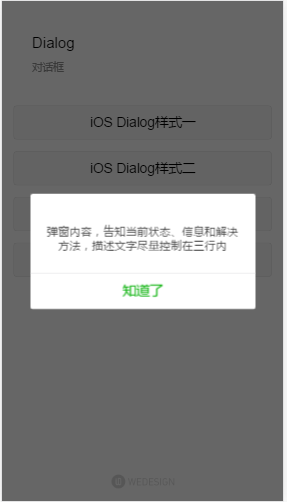 Dialog
对话框
iOS Dialog样式一
iOS Dialog样式二
弹窗内容，告知当前状态、信息和解决
方法，描述文字尽量控制在三行内
知道了
WEDESIGN